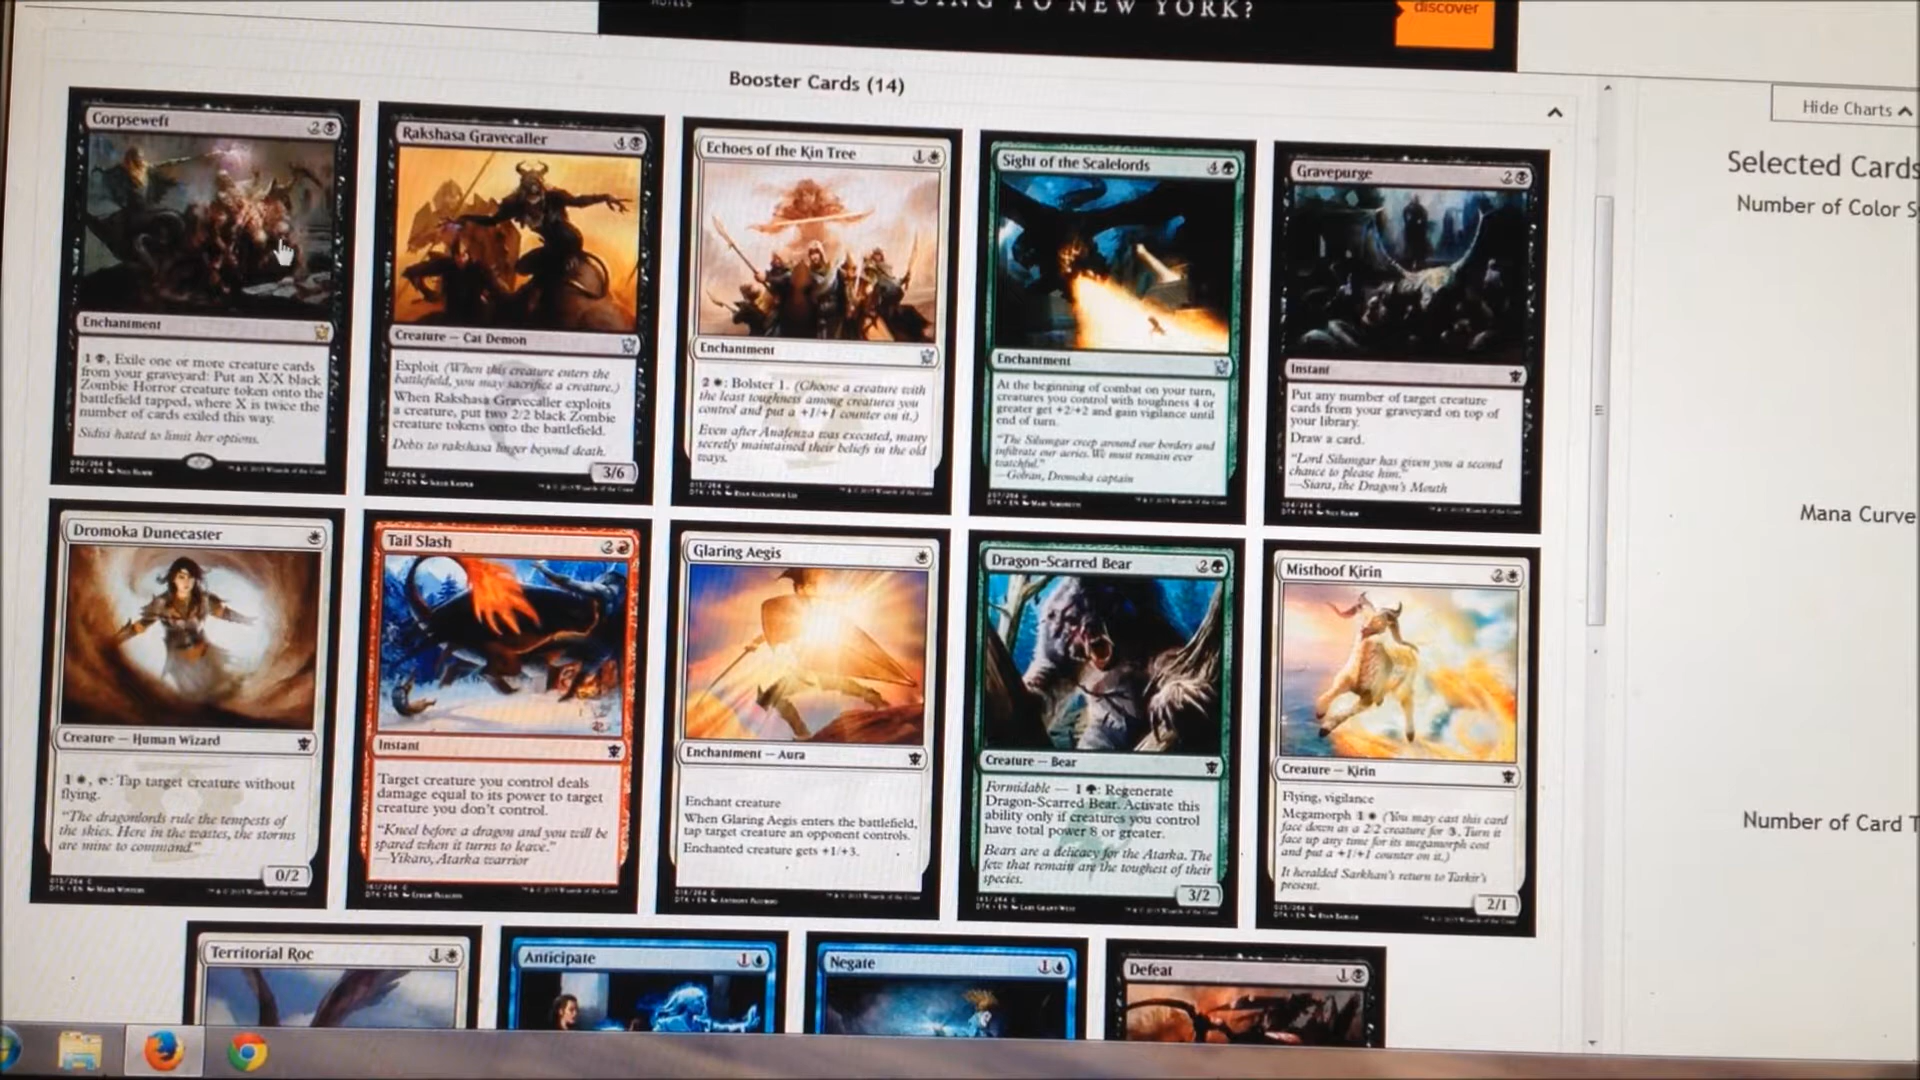 GOING TO NEW YORK?
discover
Booster Cards (14)
Hide Charts
Selected Cards
Number of Color S
Mana Curve
Number of Card T
Corpseweft
2
Enchantment
1 , Exile one or more creature cards
from your graveyard: Put an X/X black
Zombie Horror creature token onto the
battlefield tapped, where X is twice the
number of cards exiled this way.
Sidisi hated to limit her options.
Rakshasa Gravecaller
4
Creature — Cat Demon
Exploit (When this creature enters the
battlefield, you may sacrifice a creature.)
When Rakshasa Gravecaller exploits
a creature, put two 2/2 black Zombie
creature tokens onto the battlefield.
Debts to rakshasa linger beyond death.
3/6
Echoes of the Kin Tree
1
Enchantment
2 : Bolster 1. (Choose a creature with
the least toughness among creatures you
control and put a +1/+1 counter on it.)
Even after Anafenza was executed, many
secretly maintained their beliefs in the old
ways.
Sight of the Scalelords
4
Enchantment
At the beginning of combat on your turn,
creatures you control with toughness 4 or
greater get +2/+2 and gain vigilance until
end of turn.
"The Silumgar creep around our borders and
infiltrate our aeries. We must remain ever
watchful."
—Golran, Dromoka captain
Gravepurge
2
Instant
Put any number of target creature
cards from your graveyard on top of
your library.
Draw a card.
"Lord Silumgar has given you a second
chance to please him."
—Siara, the Dragon's Mouth
Dromoka Dunecaster
Creature — Human Wizard
1 , : Tap target creature without
flying.
"The dragonlords rule the tempests of
the skies. Here in the wastes, the storms
are mine to command."
0/2
Tail Slash
2
Instant
Target creature you control deals
damage equal to its power to target
creature you don't control.
"Kneel before a dragon and you will be
spared when it turns to leave."
—Yikaro, Atarka warrior
Glaring Aegis
Enchantment — Aura
Enchant creature
When Glaring Aegis enters the battlefield,
tap target creature an opponent controls.
Enchanted creature gets +1/+3.
Dragon-Scarred Bear
2
Creature — Bear
Formidable — 1 : Regenerate
Dragon-Scarred Bear. Activate this
ability only if creatures you control
have total power 8 or greater.
Bears are a delicacy for the Atarka. The
few that remain are the toughest of their
species.
3/2
Misthoof Kirin
2
Creature — Kirin
Flying, vigilance
Megamorph 1 (You may cast this card
face down as a 2/2 creature for 3. Turn it
face up any time for its megamorph cost
and put a +1/+1 counter on it.)
It heralded Sarkhan's return to Tarkir's
present.
2/1
Territorial Roc
1
Anticipate
1
Negate
1
Defeat
1